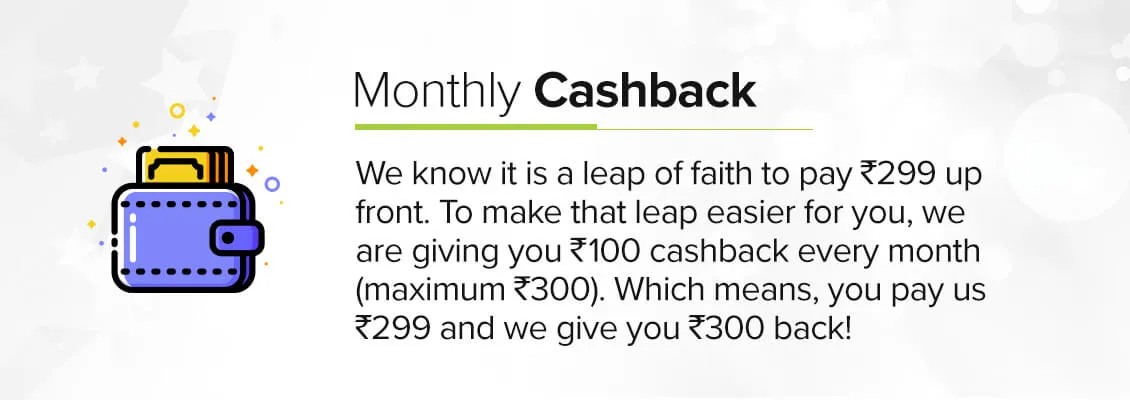 Monthly Cashback
We know it is a leap of faith to pay ₹299 up
front. To make that leap easier for you, we
are giving you ₹100 cashback every month
(maximum ₹300). Which means, you pay us
₹299 and we give you ₹300 back!